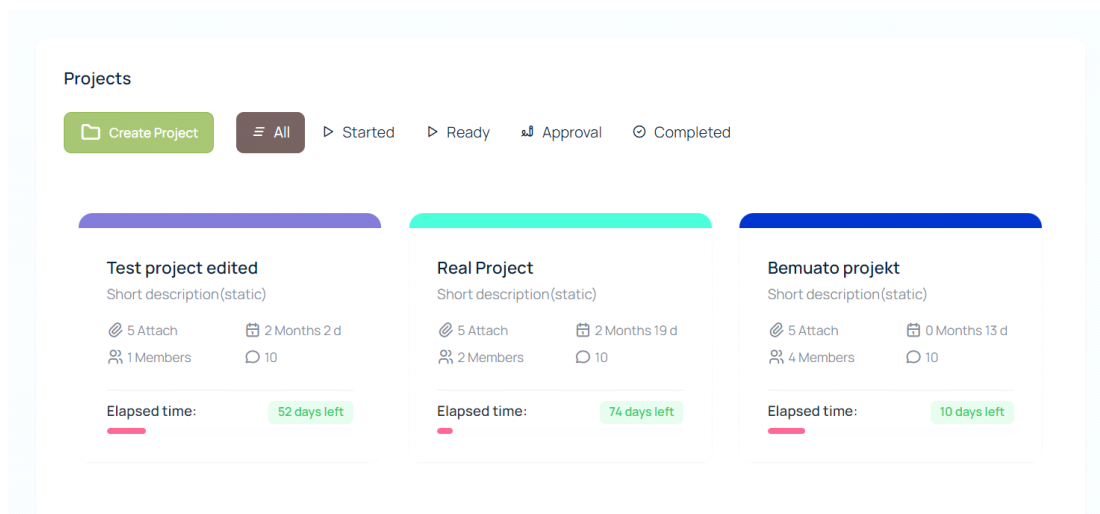 Projects
Create Project All Started Ready Approval Completed
Test project edited
Short description(static)
5 Attach 2 Months 2 d
1 Members 10
Elapsed time: 52 days left
Real Project
Short description(static)
5 Attach 2 Months 19 d
2 Members 10
Elapsed time: 74 days left
Bemuato projekt
Short description(static)
5 Attach 0 Months 13 d
4 Members 10
Elapsed time: 10 days left